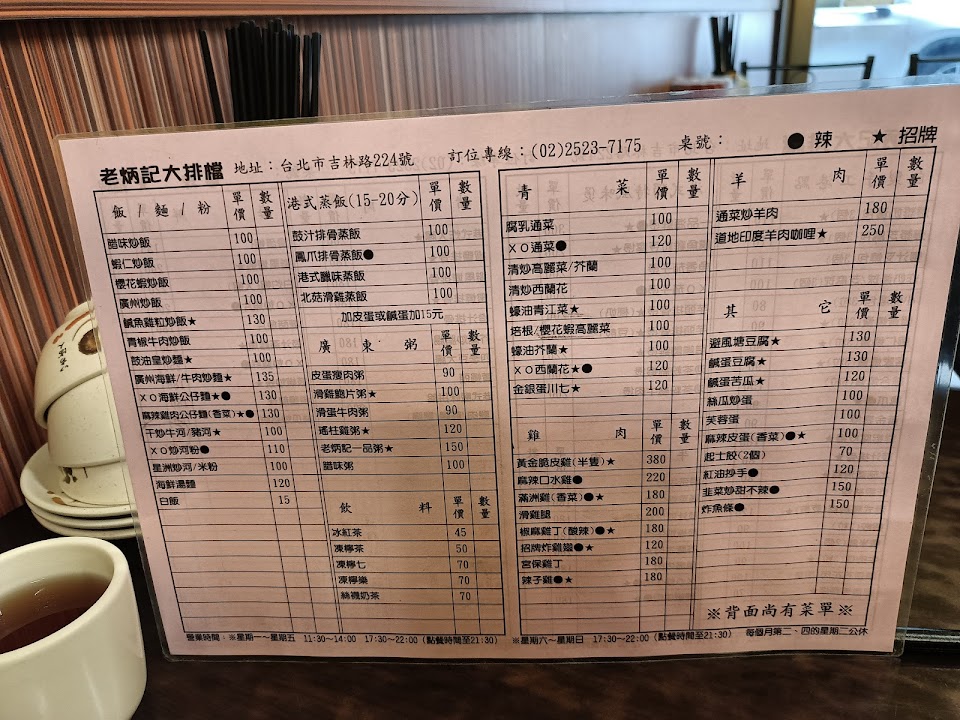 老炳記大排檔 地址：台北市吉林路224號 訂位專線：(02)2523-7175 桌號： ●辣 ★招牌
飯/麵/粉 單價 數量
腊味炒飯 100
蝦仁炒飯 100
櫻花蝦炒飯 100
廣州炒飯 100
鹹魚雞粒炒飯★ 130
青椒牛肉炒飯 100
豉油皇炒麵★ 100
廣州海鮮/牛肉炒麵★ 135
XO海鮮公仔麵★● 130
麻辣雞肉公仔麵(香菜)★● 130
干炒牛河/豬河★ 100
XO炒河粉● 110
星洲炒河/米粉 100
海鮮湯麵 120
白飯 15
港式蒸飯(15-20分) 單價 數量
豉汁排骨蒸飯 100
鳳爪排骨蒸飯● 100
港式臘味蒸飯 100
北菇滑雞蒸飯 100
加皮蛋或鹹蛋加15元
廣東粥 單價 數量
皮蛋瘦肉粥 90
滑雞鮑片粥★ 100
滑蛋牛肉粥 90
瑤柱雞粥★ 120
老炳記一品粥★ 150
腊味粥 100
飲料 單價 數量
冰紅茶 45
凍檸茶 50
凍檸七 70
凍檸樂 70
絲襪奶茶 70
青菜 單價 數量
腐乳通菜 100
XO通菜● 120
清炒高麗菜/芥蘭 100
清炒西蘭花 100
蠔油青江菜★ 100
培根/櫻花蝦高麗菜 100
蠔油芥蘭★ 100
XO西蘭花★● 120
金銀蛋川七★ 120
雞肉 單價 數量
黃金脆皮雞(半隻)★ 380
麻辣口水雞● 220
滿洲雞(香菜)●★ 180
滑雞腿 200
椒麻雞丁(酸辣)●★ 180
招牌炸雞翅●★ 120
宮保雞丁 180
辣子雞●★ 180
羊肉 單價 數量
通菜炒羊肉 180
道地印度羊肉咖哩★ 250
其它 單價 數量
避風塘豆腐★ 130
鹹蛋豆腐★ 130
鹹蛋苦瓜★ 120
絲瓜炒蛋 100
芙蓉蛋 100
麻辣皮蛋(香菜)●★ 100
起士餃(2個) 70
紅油抄手● 120
韭菜炒甜不辣● 150
炸魚條● 150
※背面尚有菜單※
營業時間：※星期一～星期五 11:30~14:00 17:30~22:00(點餐時間至21:30) ※星期六~星期日 17:30~22:00(點餐時間至21:30) 每個月第二、四的星期二公休